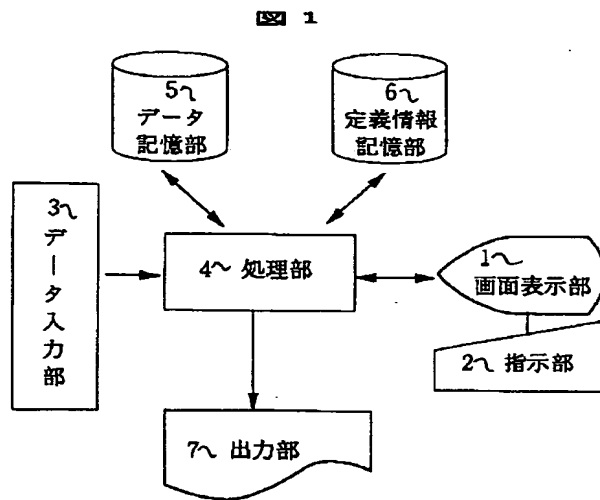 図 1
5~
データ
記憶部
6~
定義情報
記憶部
3~
データ入力部
4~ 処理部
1~
画面表示部
2~ 指示部
7~ 出力部